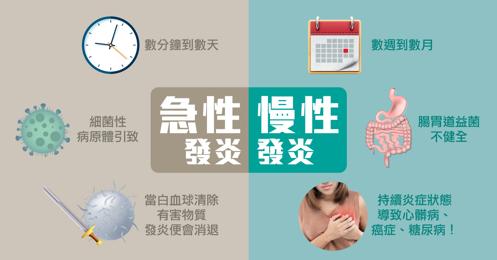 數分鐘到數天
細菌性
病原體引致
當白血球清除
有害物質
發炎便會消退
急性
發炎
慢性
發炎
數週到數月
腸胃道益菌
不健全
持續炎症狀態
導致心臟病、
癌症、糖尿病！